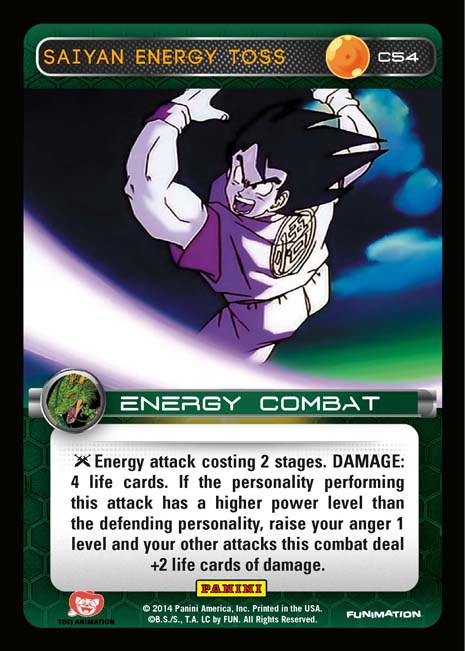 SAIYAN ENERGY TOSS C54
悟
ENERGY COMBAT
Energy attack costing 2 stages. DAMAGE:
4 life cards. If the personality performing
this attack has a higher power level than
the defending personality, raise your anger 1
level and your other attacks this combat deal
+2 life cards of damage.
PANINI
© 2014 Panini America, Inc. Printed in the USA.
TOEI ANIMATION
©B.S./S., T.A. LC by FUN. All Rights Reserved.
FUNIMATION